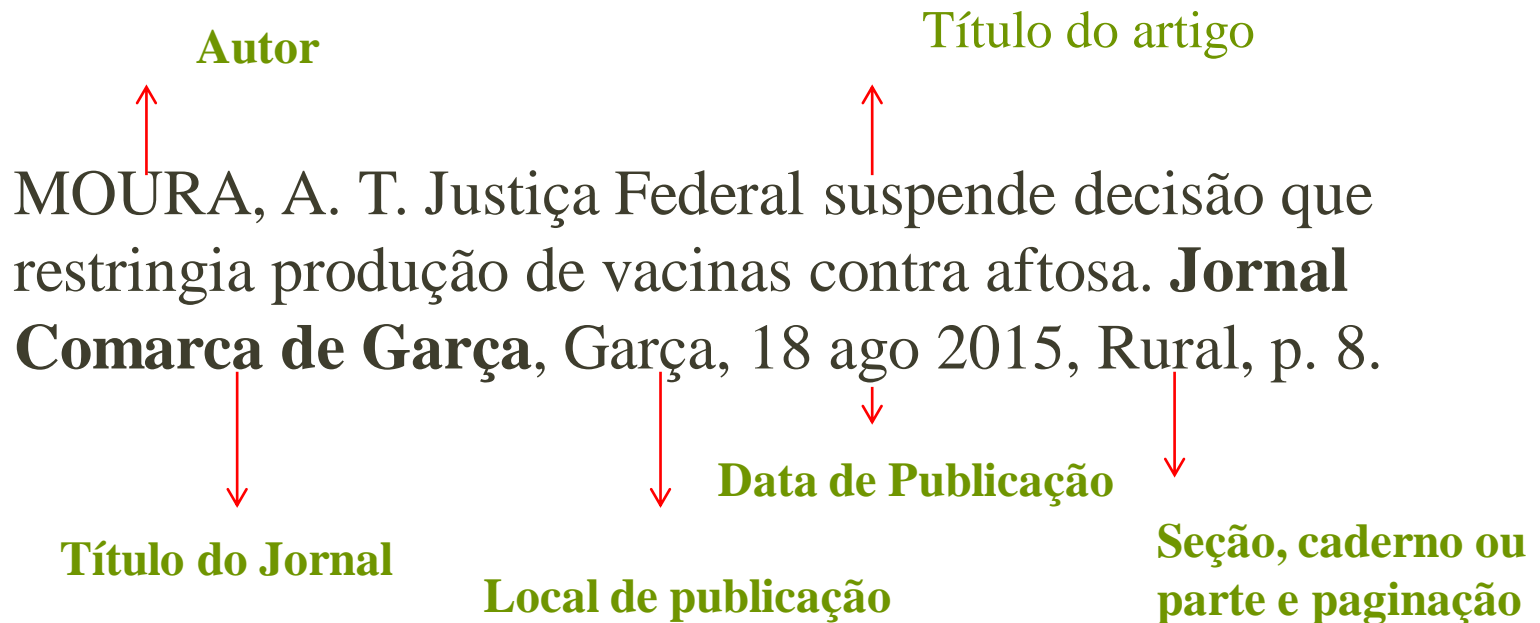 Autor
Título do artigo
MOURA, A. T. Justiça Federal suspende decisão que
restringia produção de vacinas contra aftosa. Jornal
Comarca de Garça, Garça, 18 ago 2015, Rural, p. 8.
Data de Publicação
Título do Jornal
Local de publicação
Seção, caderno ou
parte e paginação